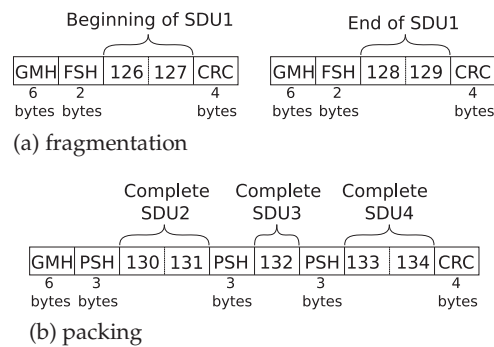 Beginning of SDU1 End of SDU1
GMH FSH 126 127 CRC GMH FSH 128 129 CRC
6 2 4 6 2 4
bytes bytes bytes bytes bytes bytes
(a) fragmentation
Complete Complete Complete
SDU2 SDU3 SDU4
GMH PSH 130 131 PSH 132 PSH 133 134 CRC
6 3 3 3 4
bytes bytes bytes bytes bytes
(b) packing